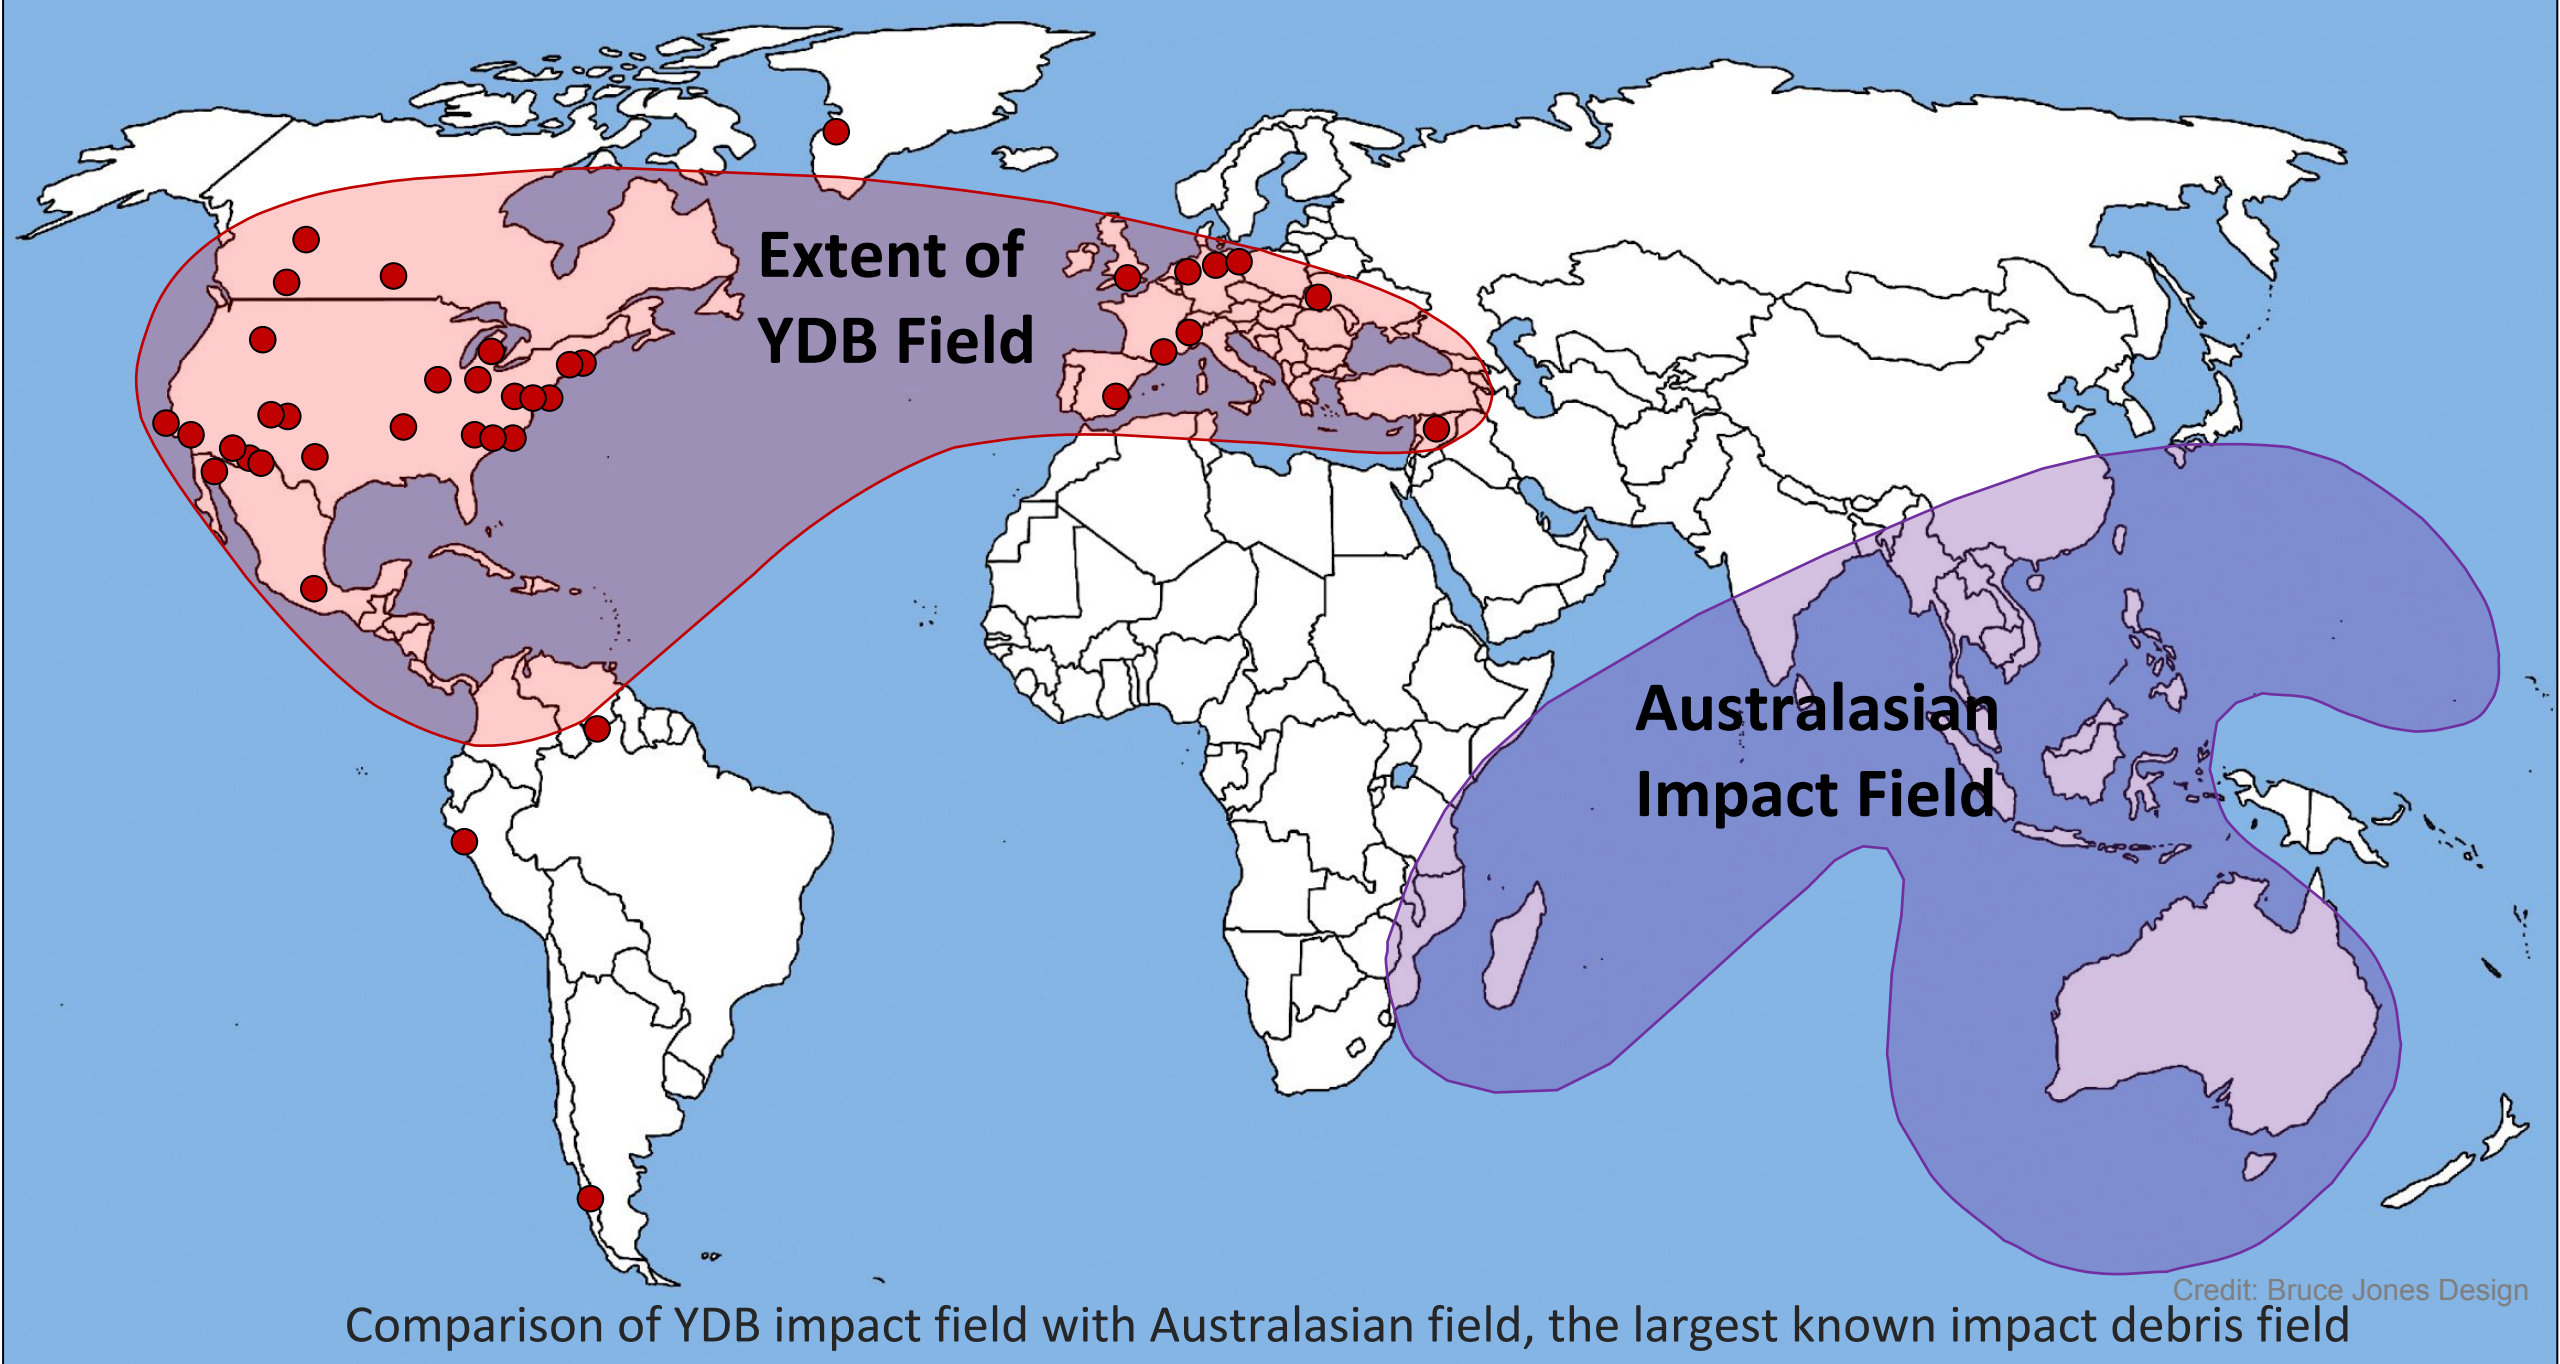 Extent of
YDB Field
Australasian
Impact Field
Credit: Bruce Jones Design
Comparison of YDB impact field with Australasian field, the largest known impact debris field